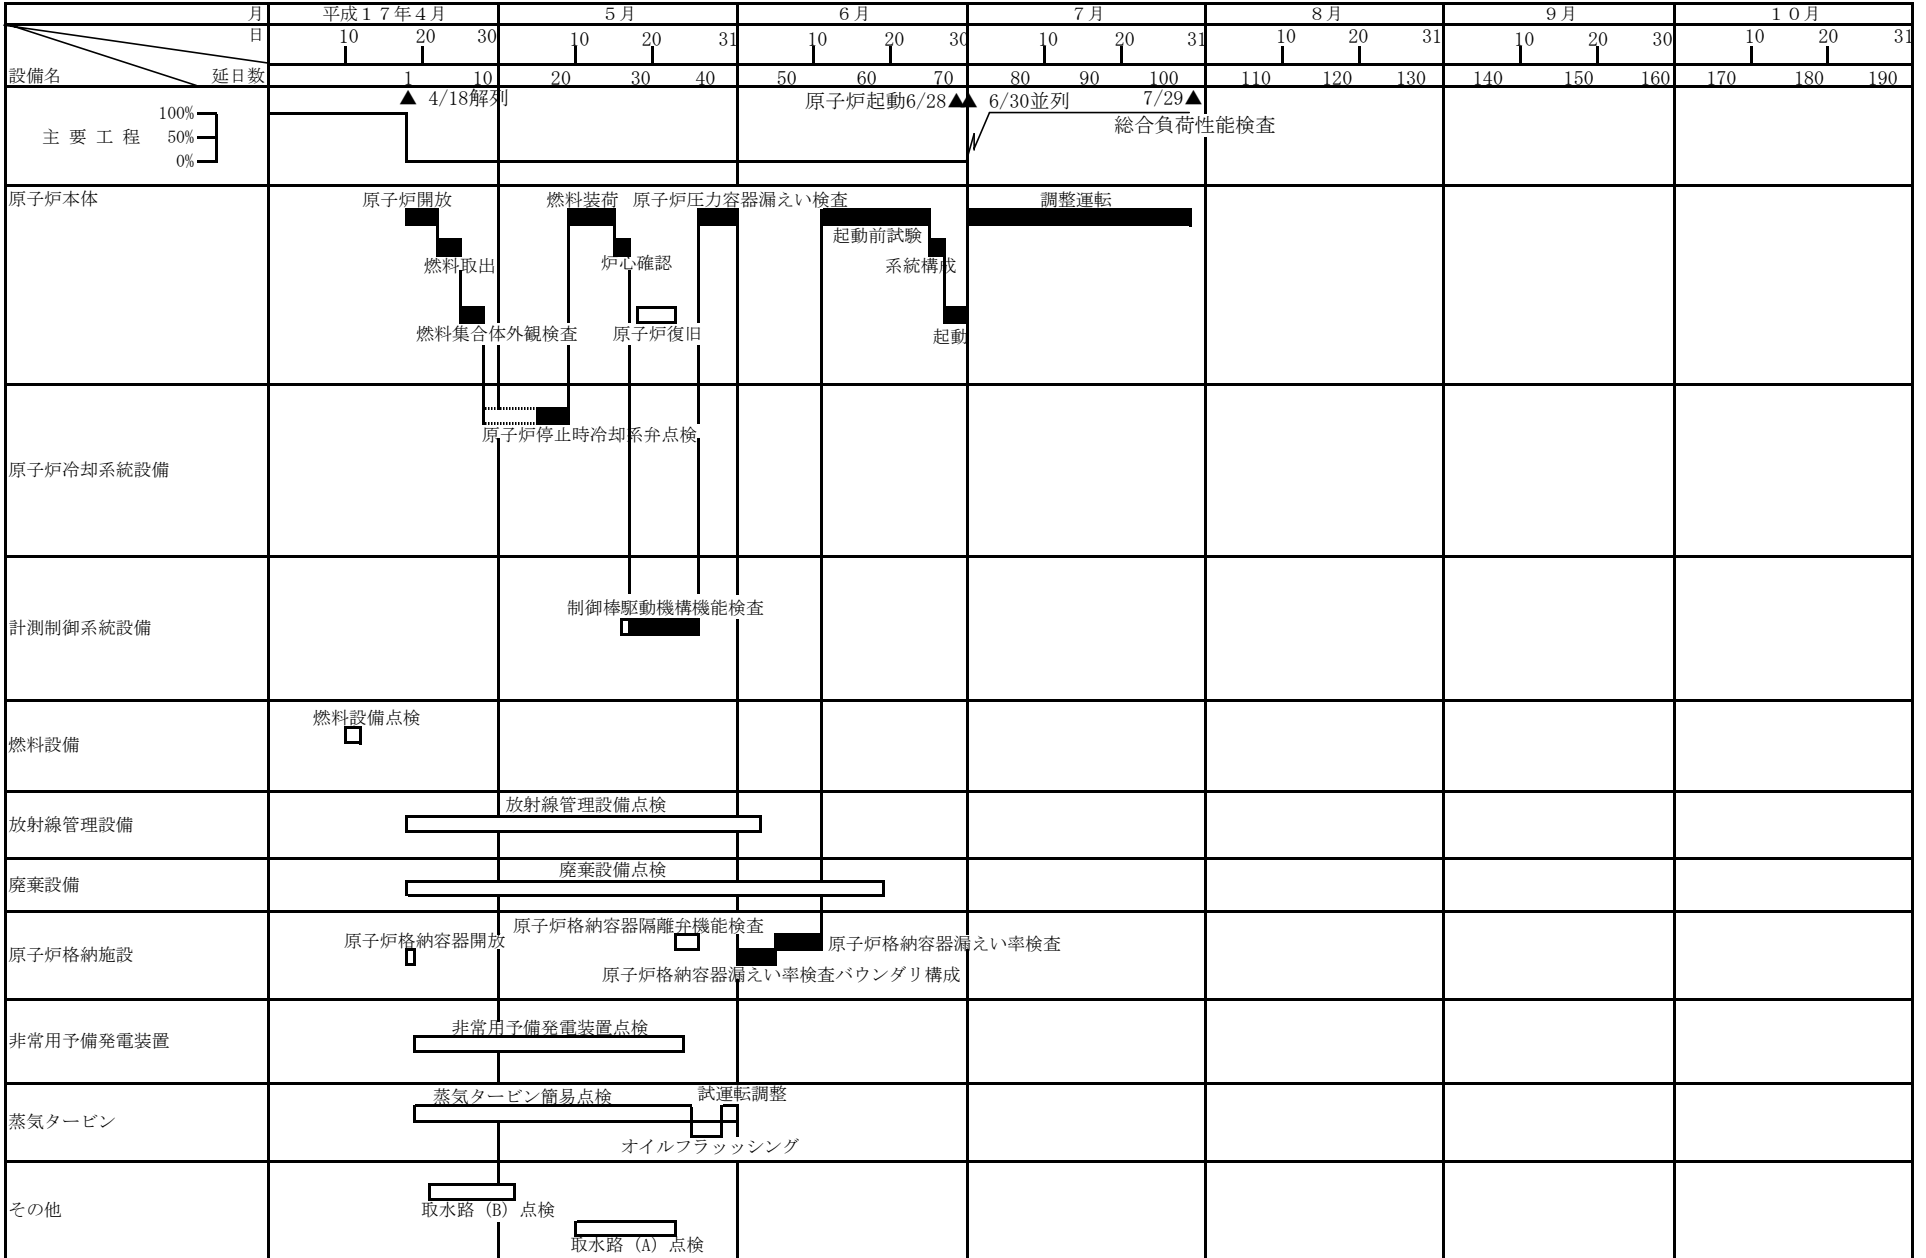 月 平成１７年４月 ５月 ６月 ７月 ８月 ９月 １０月
日 10 20 30 10 20 31 10 20 30 10 20 31 10 20 31 10 20 30 10 20 31
設備名 延日数 1 10 20 30 40 50 60 70 80 90 100 110 120 130 140 150 160 170 180 190
▲ 4/18解列 原子炉起動6/28▲▲ 6/30並列 7/29▲
総合負荷性能検査
主 要 工 程
100%
50%
0%
原子炉本体
原子炉開放 燃料装荷 原子炉圧力容器漏えい検査 調整運転
起動前試験
燃料取出 炉心確認 系統構成
燃料集合体外観検査 原子炉復旧 起動
原子炉冷却系統設備
原子炉停止時冷却系弁点検
計測制御系統設備
制御棒駆動機構機能検査
燃料設備
燃料設備点検
放射線管理設備
放射線管理設備点検
廃棄設備
廃棄設備点検
原子炉格納施設
原子炉格納容器隔離弁機能検査
原子炉格納容器開放 原子炉格納容器漏えい率検査
原子炉格納容器漏えい率検査バウンダリ構成
非常用予備発電装置
非常用予備発電装置点検
蒸気タービン
蒸気タービン簡易点検 試運転調整
オイルフラッッシング
その他
取水路（B）点検
取水路（A）点検